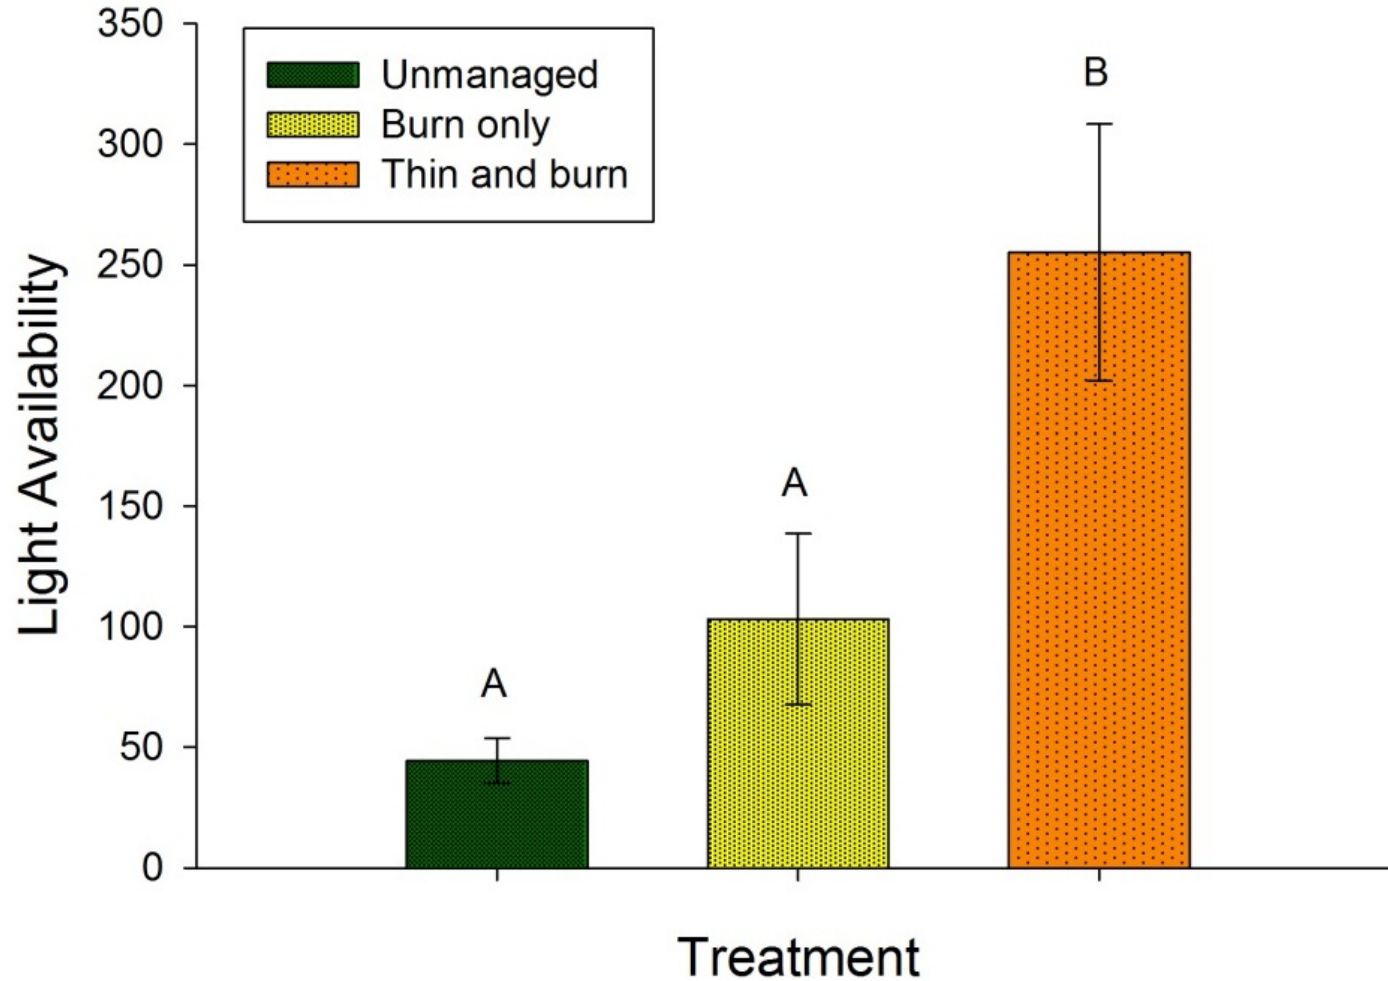 350
300
250
200
150
100
50
0
Light Availability
Unmanaged
Burn only
Thin and burn
A
A
B
Treatment